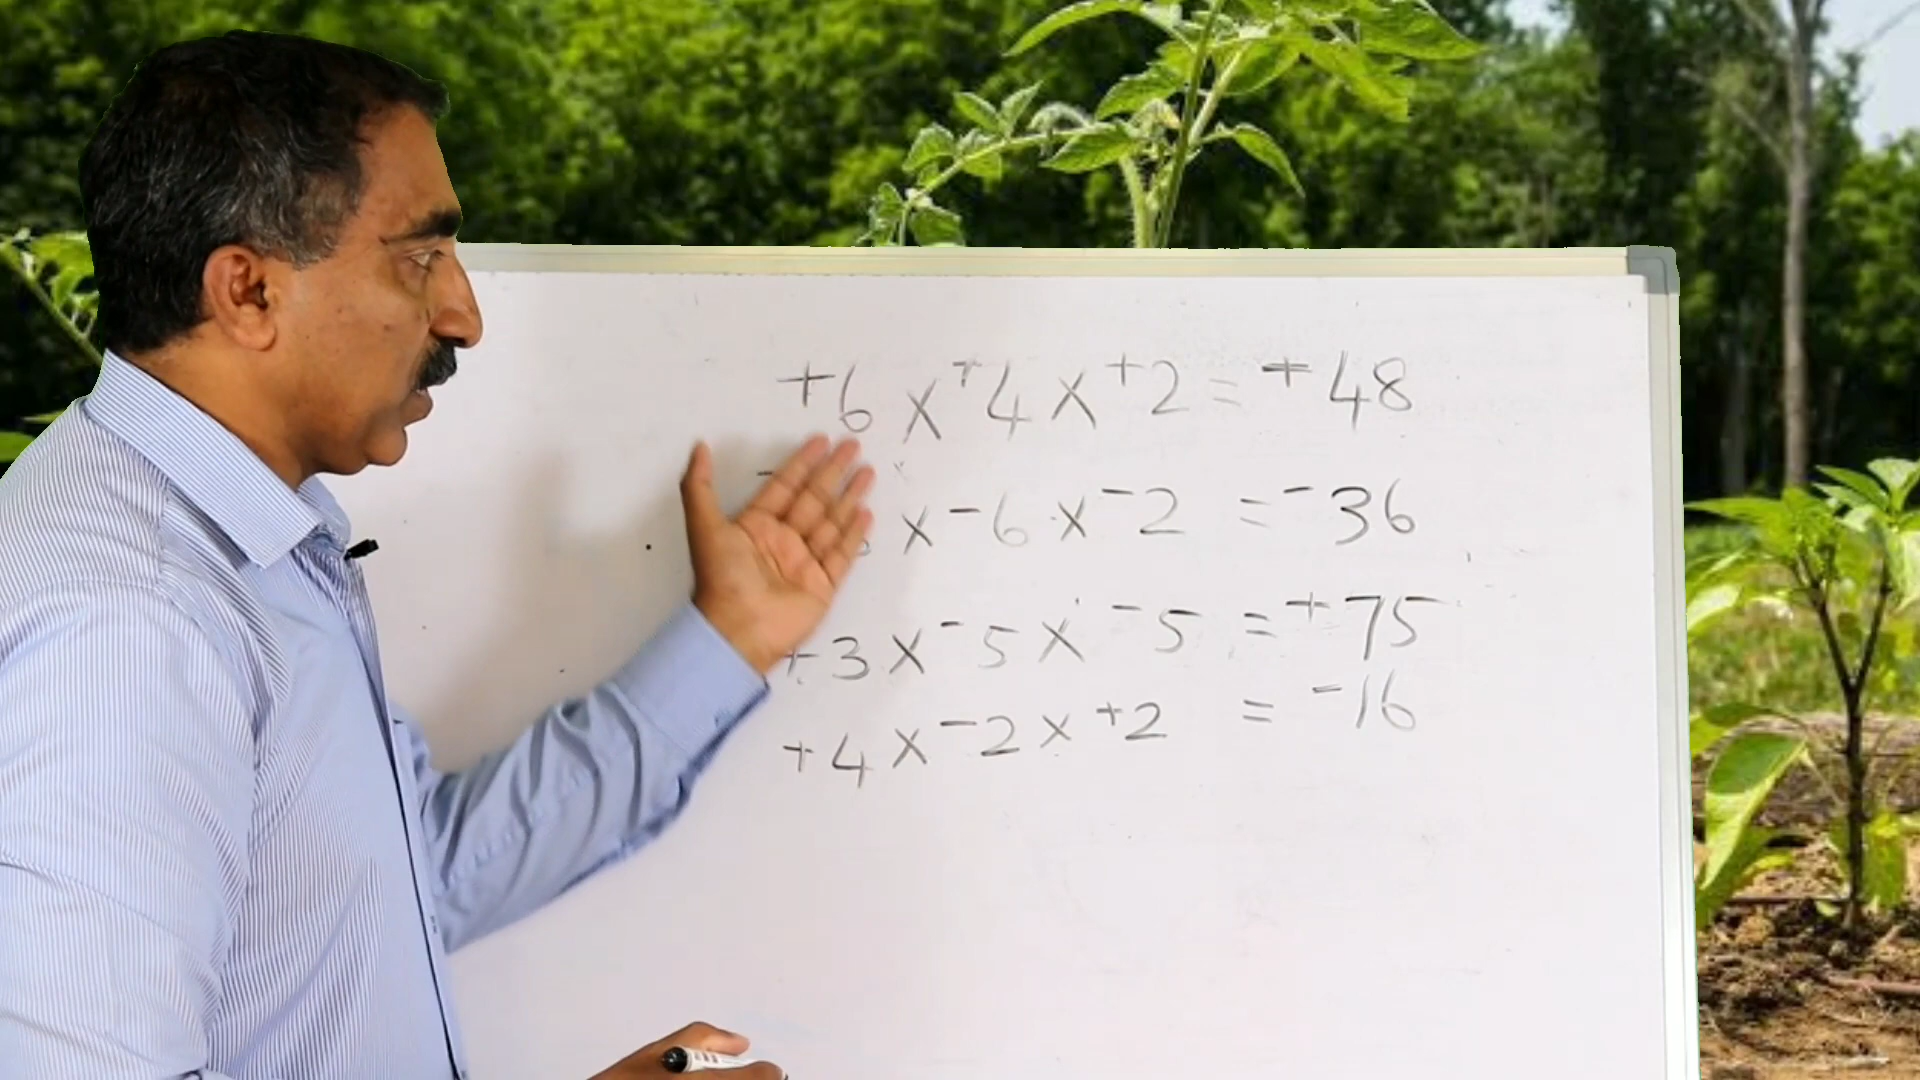 +6 x +4 x +2 = +48
- x -6 x -2 = -36
+3 x -5 x -5 = +75
+4 x -2 x +2 = -16